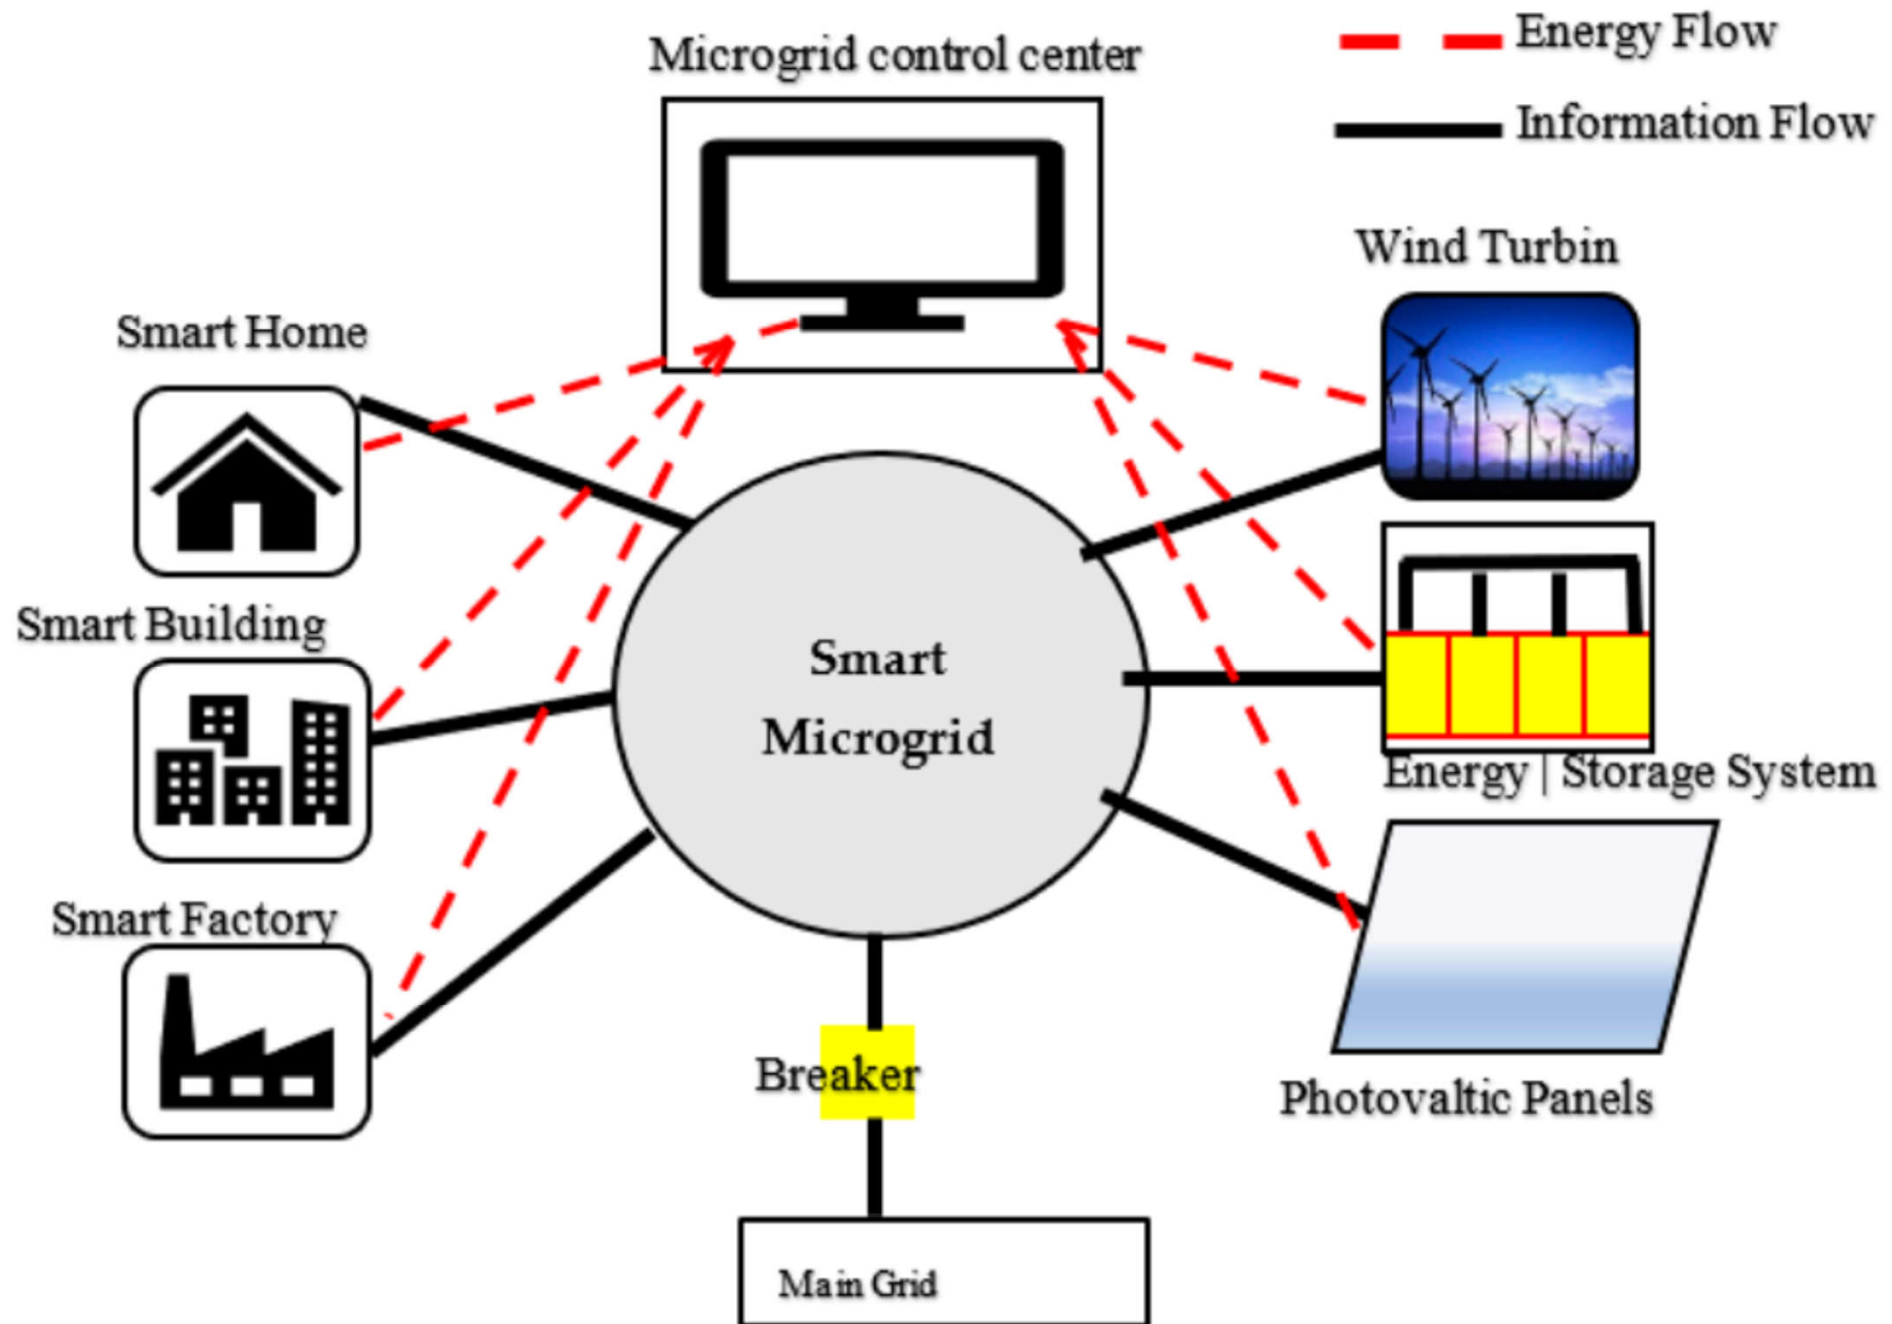 Microgrid control center
Energy Flow
Information Flow
Wind Turbin
Smart Home
Smart Building
Smart
Microgrid
Energy | Storage System
Smart Factory
Breaker
Photovaltic Panels
Main Grid